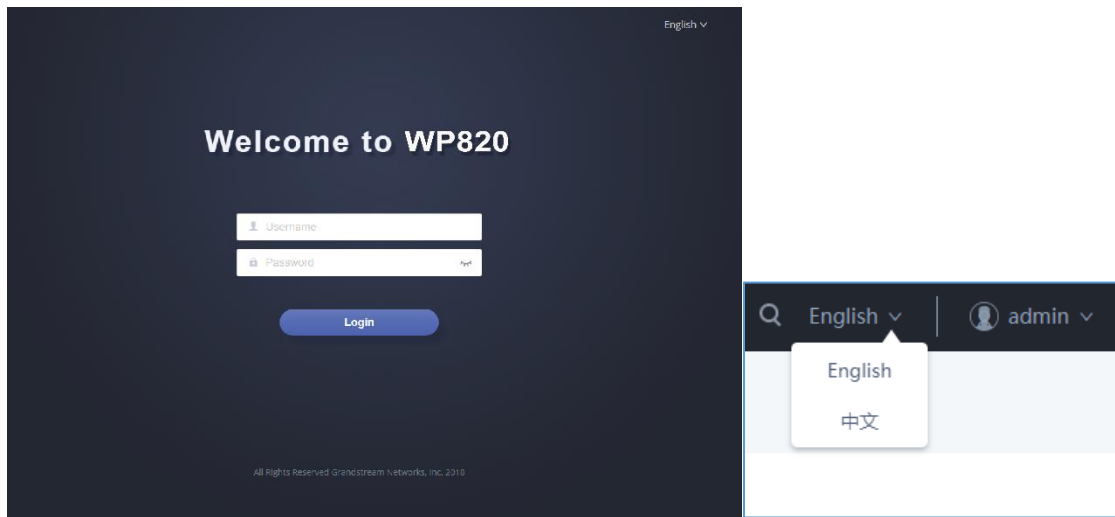 English
Welcome to WP820
Username
Password
Login
All Rights Reserved Grandstream Networks, Inc. 2018
English
admin
English
中文